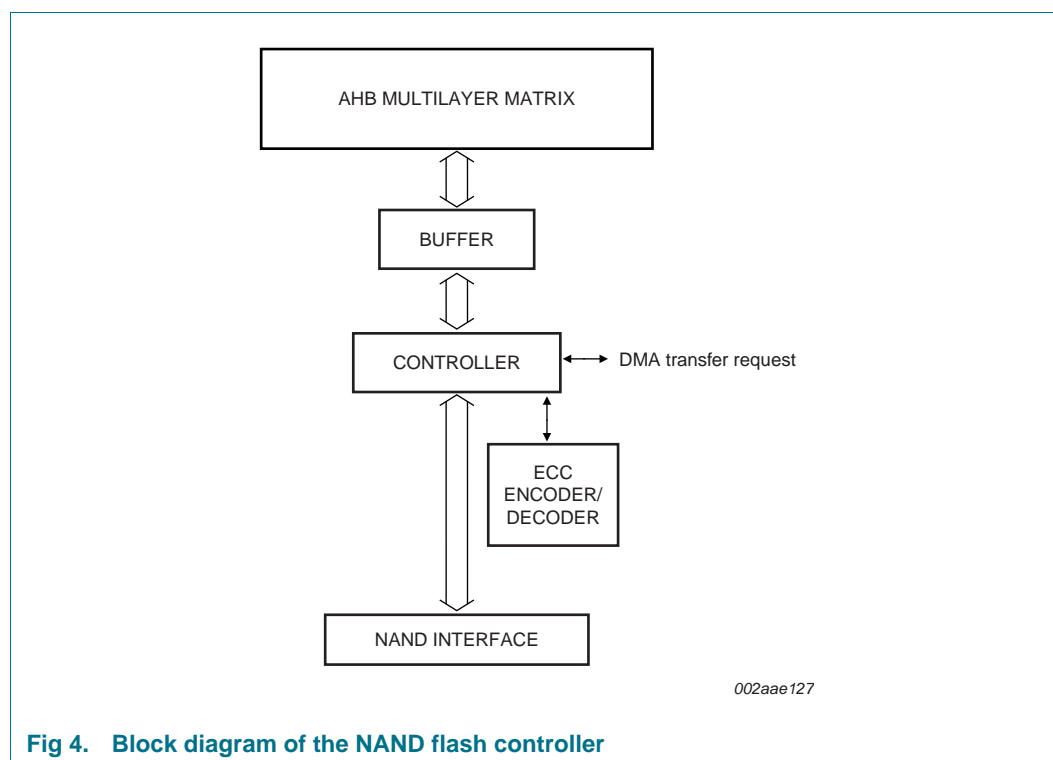 AHB MULTILAYER MATRIX
BUFFER
CONTROLLER
DMA transfer request
ECC
ENCODER/
DECODER
NAND INTERFACE
002aae127
Fig 4. Block diagram of the NAND flash controller